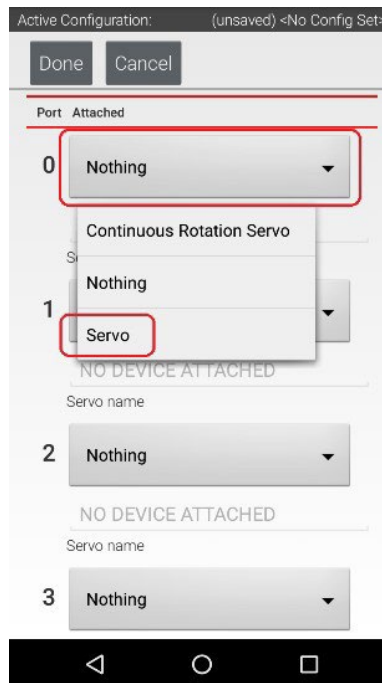 Active Configuration: (unsaved) <No Config Set>
Done Cancel
Port Attached
0 Nothing
Continuous Rotation Servo
Nothing
1
Servo
NO DEVICE ATTACHED
Servo name
2 Nothing
NO DEVICE ATTACHED
Servo name
3 Nothing